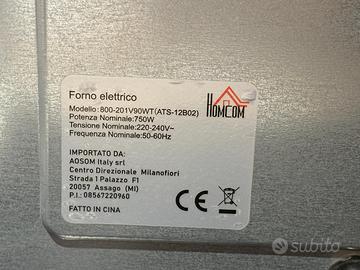 Forno elettrico
Modello:800-201V90WT(ATS-12B02)
Potenza Nominale:750W
Tensione Nominale:220-240V~
Frequenza Nominale:50-60Hz
HOMCOM
IMPORTATO DA:
AOSOM Italy srl
Centro Direzionale Milanofiori
Strada 1 Palazzo F1
20057 Assago (MI)
P.I.: 08567220960
FATTO IN CINA
CE
subito